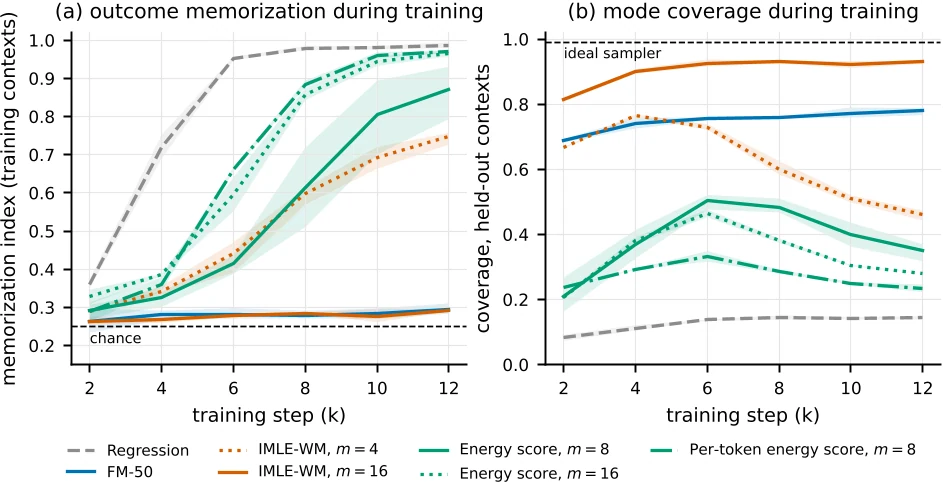 (a) outcome memorization during training
memorization index (training contexts)
1.0
0.9
0.8
0.7
0.6
0.5
0.4
0.3
0.2
chance
2 4 6 8 10 12
training step (k)
(b) mode coverage during training
coverage, held-out contexts
1.0
0.8
0.6
0.4
0.2
0.0
ideal sampler
2 4 6 8 10 12
training step (k)
Regression
FM-50
IMLE-WM, m = 4
IMLE-WM, m = 16
Energy score, m = 8
Energy score, m = 16
Per-token energy score, m = 8